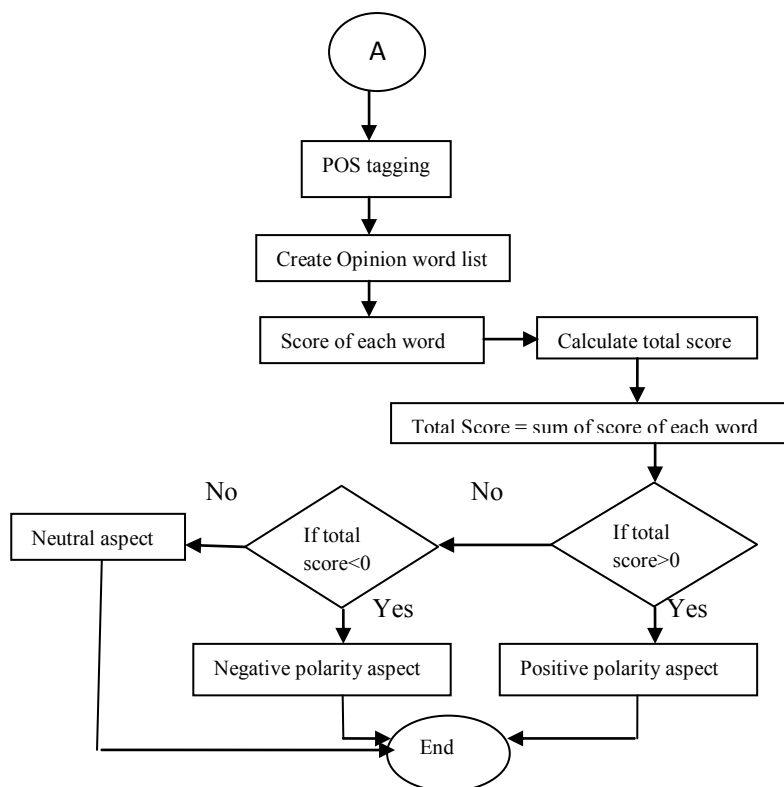 A
POS tagging
Create Opinion word list
Score of each word
Calculate total score
Total Score = sum of score of each word
No
No
Neutral aspect
If total
score<0
If total
score>0
Yes
Yes
Negative polarity aspect
Positive polarity aspect
End